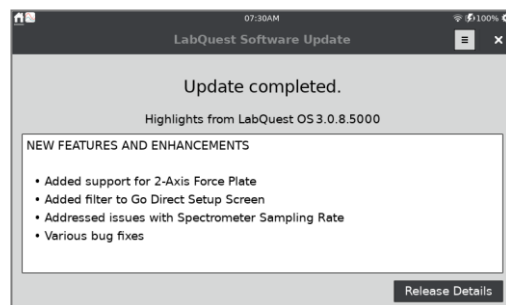 07:30AM
100%
LabQuest Software Update
Update completed.
Highlights from LabQuest OS 3.0.8.5000
NEW FEATURES AND ENHANCEMENTS
• Added support for 2-Axis Force Plate
• Added filter to Go Direct Setup Screen
• Addressed issues with Spectrometer Sampling Rate
• Various bug fixes
Release Details